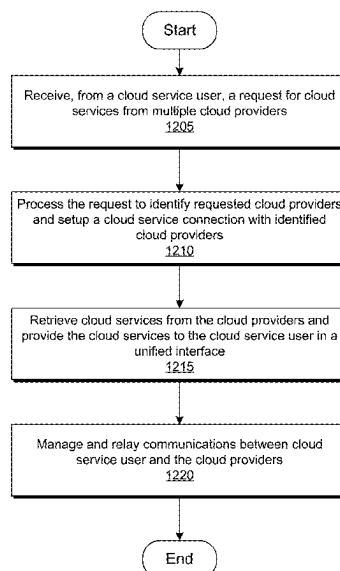 Start
Receive, from a cloud service user, a request for cloud
services from multiple cloud providers
1205
Process the request to identify requested cloud providers
and setup a cloud service connection with identified
cloud providers
1210
Retrieve cloud services from the cloud providers and
provide the cloud services to the cloud service user in a
unified interface
1215
Manage and relay communications between cloud
service user and the cloud providers
1220
End